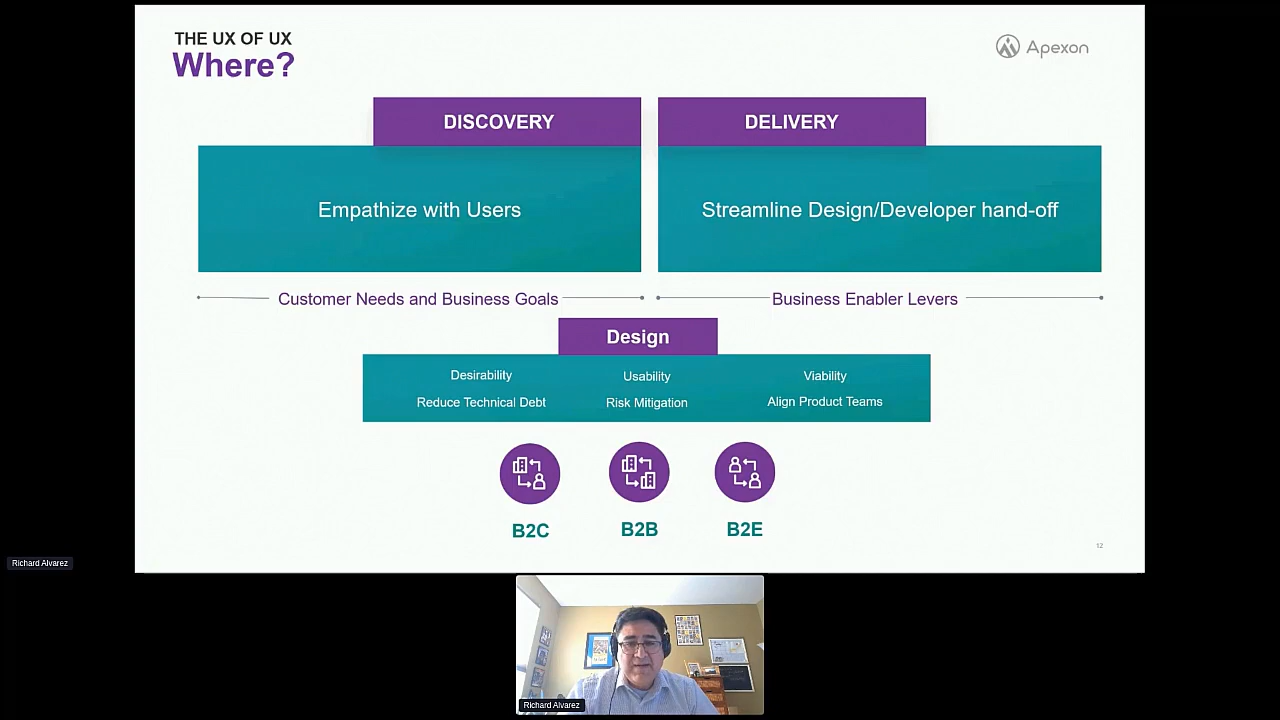 THE UX OF UX
Where?
Apexon
DISCOVERY
DELIVERY
Empathize with Users
Streamline Design/Developer hand-off
Customer Needs and Business Goals
Business Enabler Levers
Design
Desirability
Usability
Viability
Reduce Technical Debt
Risk Mitigation
Align Product Teams
B2C
B2B
B2E
12
Richard Alvarez
Richard Alvarez